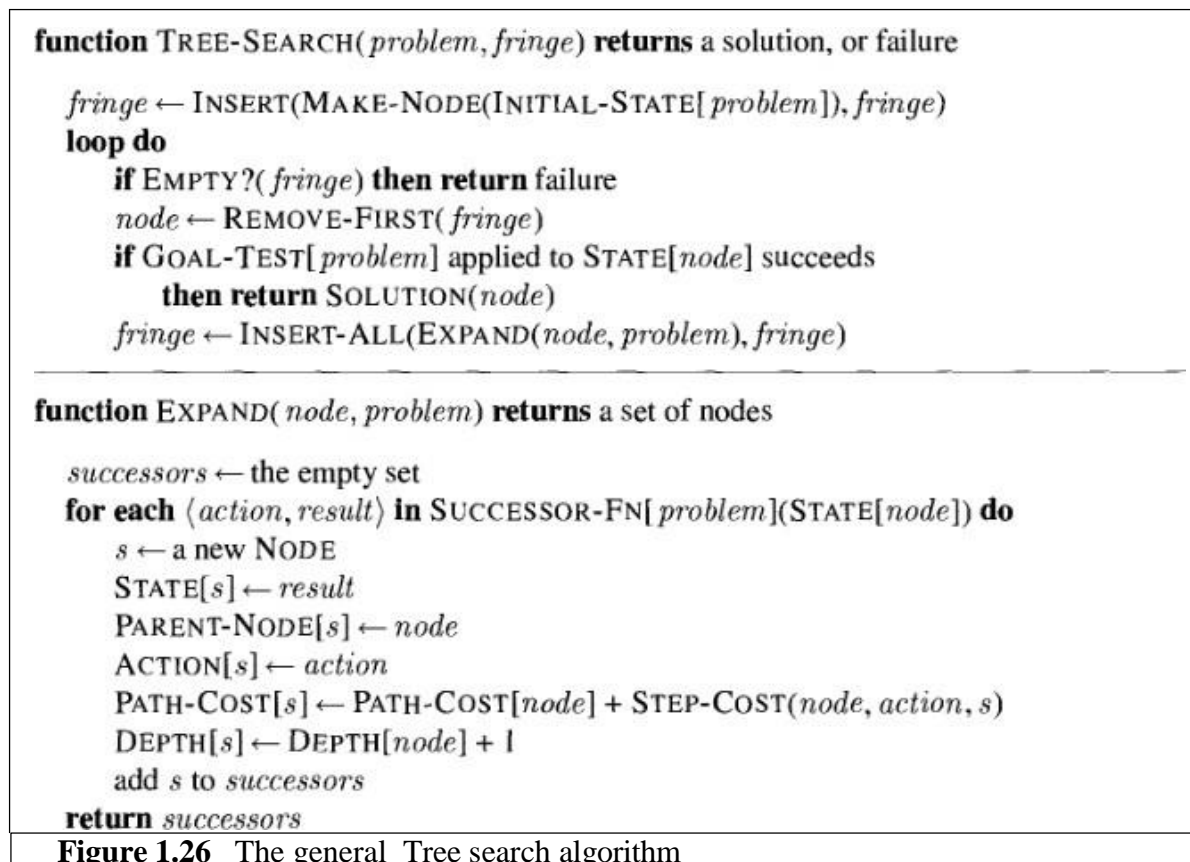 function TREE-SEARCH(problem, fringe) returns a solution, or failure
fringe ← INSERT(MAKE-NODE(INITIAL-STATE[problem]), fringe)
loop do
if EMPTY?(fringe) then return failure
node ← REMOVE-FIRST(fringe)
if GOAL-TEST[problem] applied to STATE[node] succeeds
then return SOLUTION(node)
fringe ← INSERT-ALL(EXPAND(node, problem), fringe)
function EXPAND(node, problem) returns a set of nodes
successors ← the empty set
for each ⟨action, result⟩ in SUCCESSOR-FN[problem](STATE[node]) do
s ← a new NODE
STATE[s] ← result
PARENT-NODE[s] ← node
ACTION[s] ← action
PATH-COST[s] ← PATH-COST[node] + STEP-COST(node, action, s)
DEPTH[s] ← DEPTH[node] + 1
add s to successors
return successors
Figure 1.26 The general Tree search algorithm